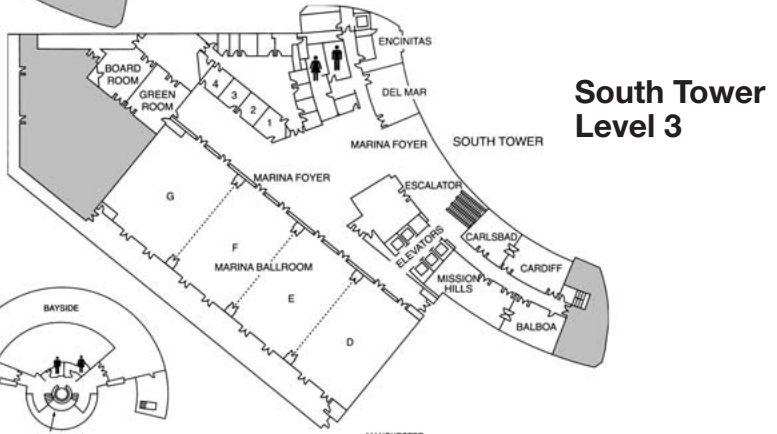 South Tower
Level 3
ENCINITAS
BOARD
ROOM
GREEN
ROOM
4
3
2
1
DEL MAR
MARINA FOYER
SOUTH TOWER
MARINA FOYER
ESCALATOR
G
F
MARINA BALLROOM
E
D
ELEVATORS
CARLSBAD
CARDIFF
MISSION
HILLS
BALBOA
BAYSIDE